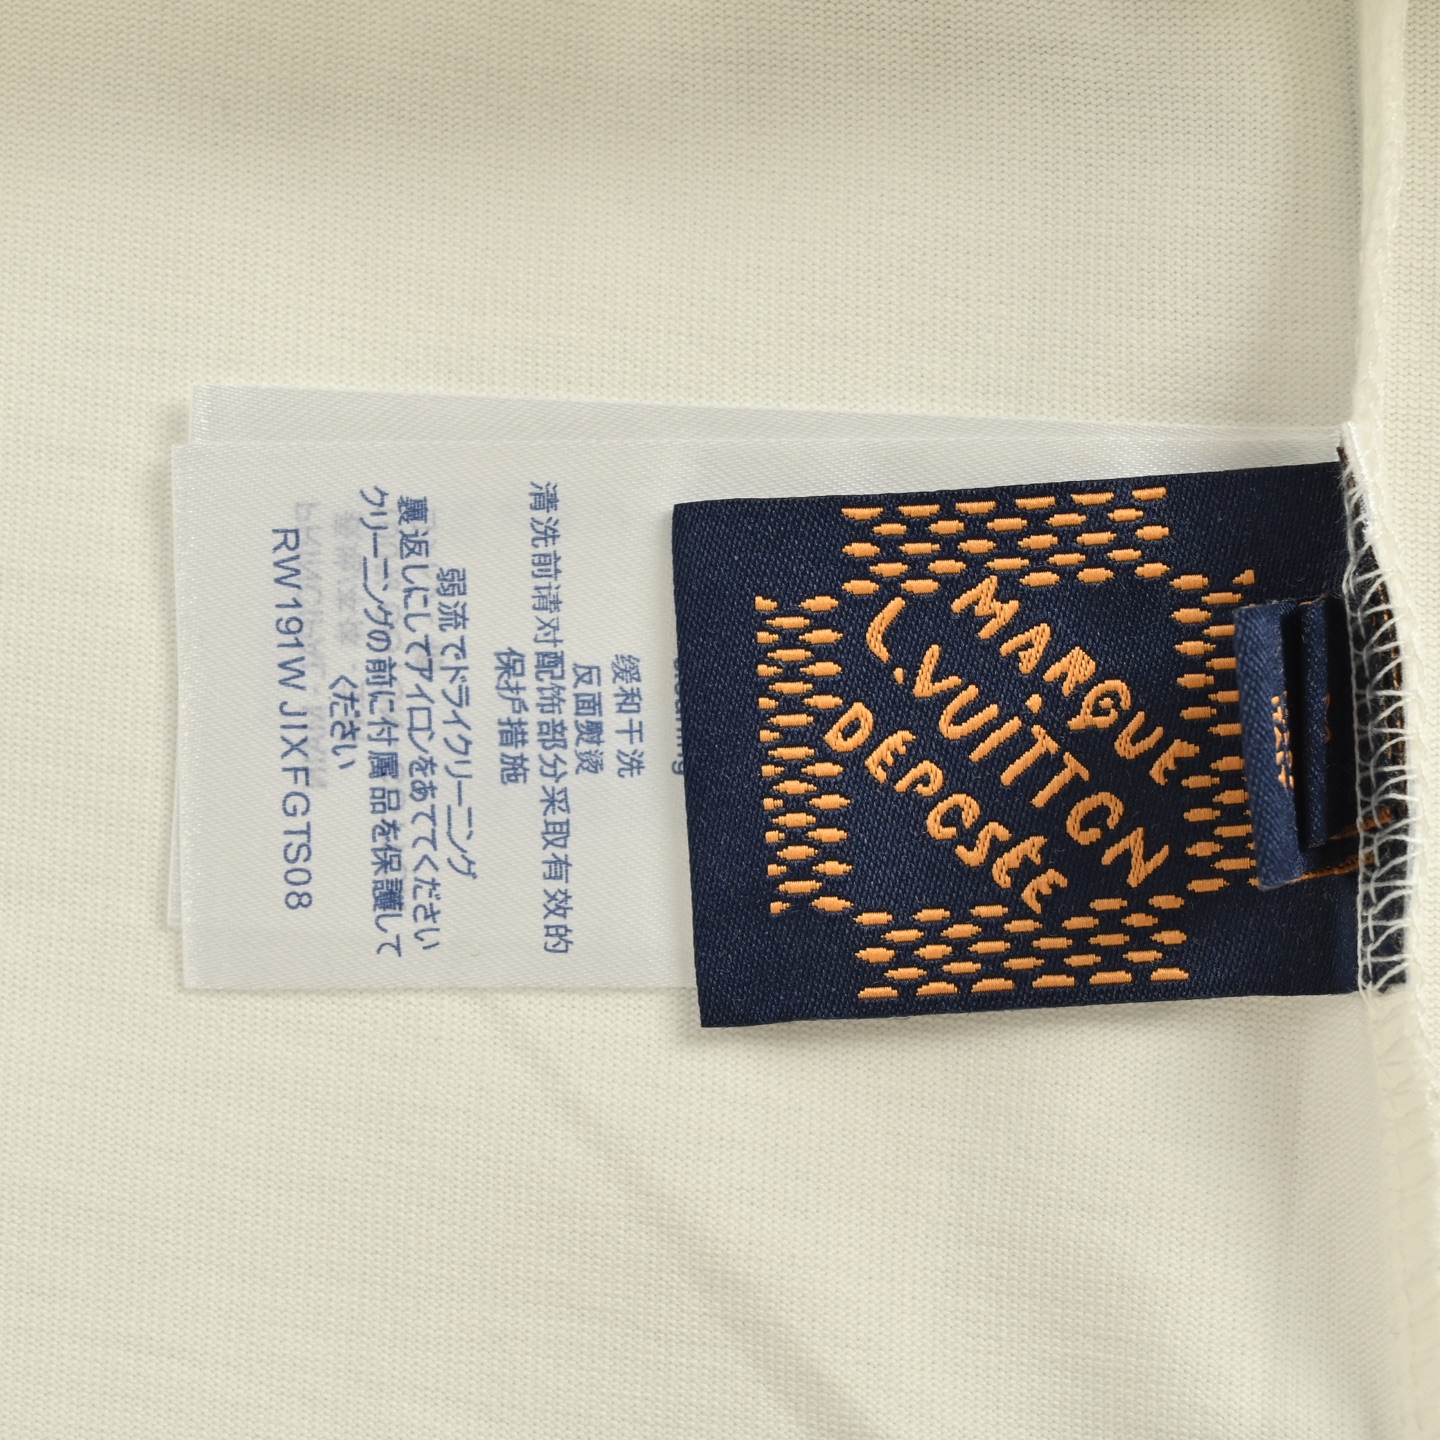 MARQUE
L.VUITTON
DEPOSEE
缓和干洗
反面熨烫
清洗前请对配饰部分采取有效的
保护措施
弱流でドライクリーニング
裏返しにしてアイロンをあててください
クリーニングの前に付属品を保護して
ください
RW191W JIXFGTS08